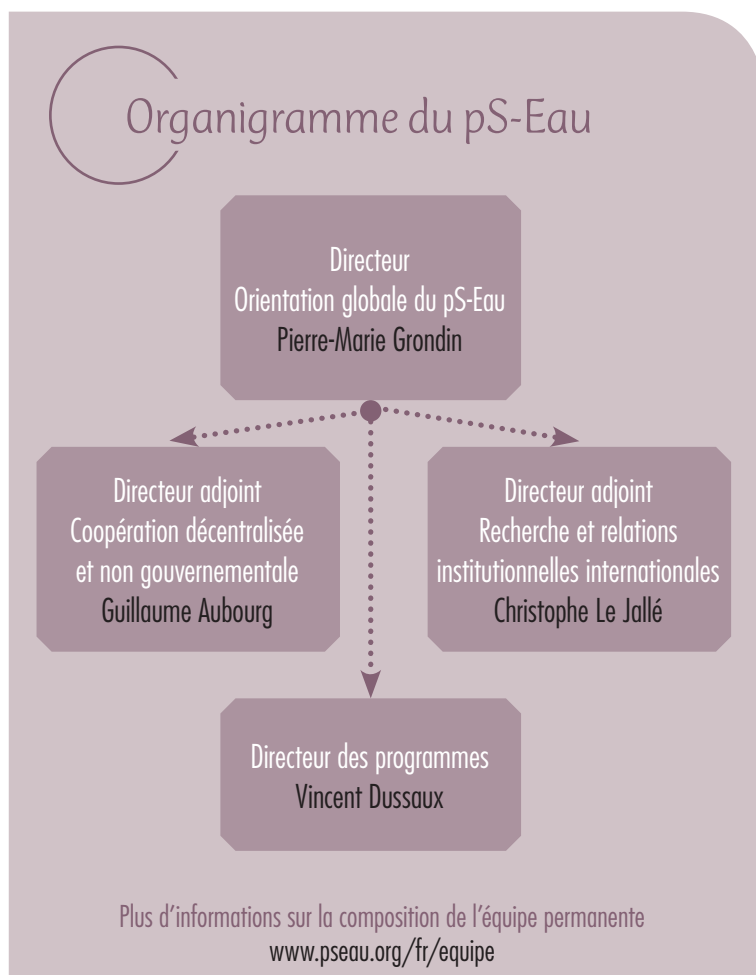 Organigramme du pS-Eau
Directeur
Orientation globale du pS-Eau
Pierre-Marie Grondin
Directeur adjoint
Coopération décentralisée
et non gouvernementale
Guillaume Aubourg
Directeur adjoint
Recherche et relations
institutionnelles internationales
Christophe Le Jallé
Directeur des programmes
Vincent Dussaux
Plus d’informations sur la composition de l’équipe permanente
www.pseau.org/fr/equipe